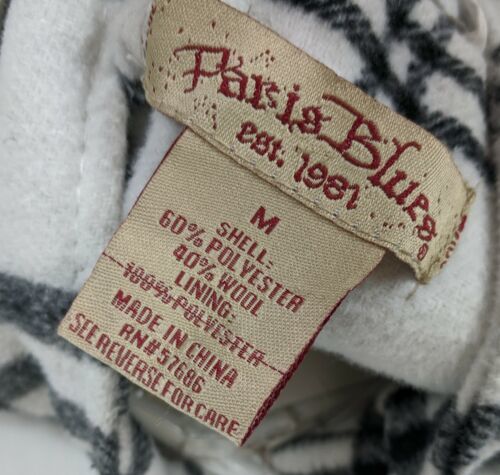 Paris Blues®
est. 1981
M
SHELL:
60% POLYESTER
40% WOOL
LINING:
100% POLYESTER
MADE IN CHINA
RN# 57686
SEE REVERSE FOR CARE